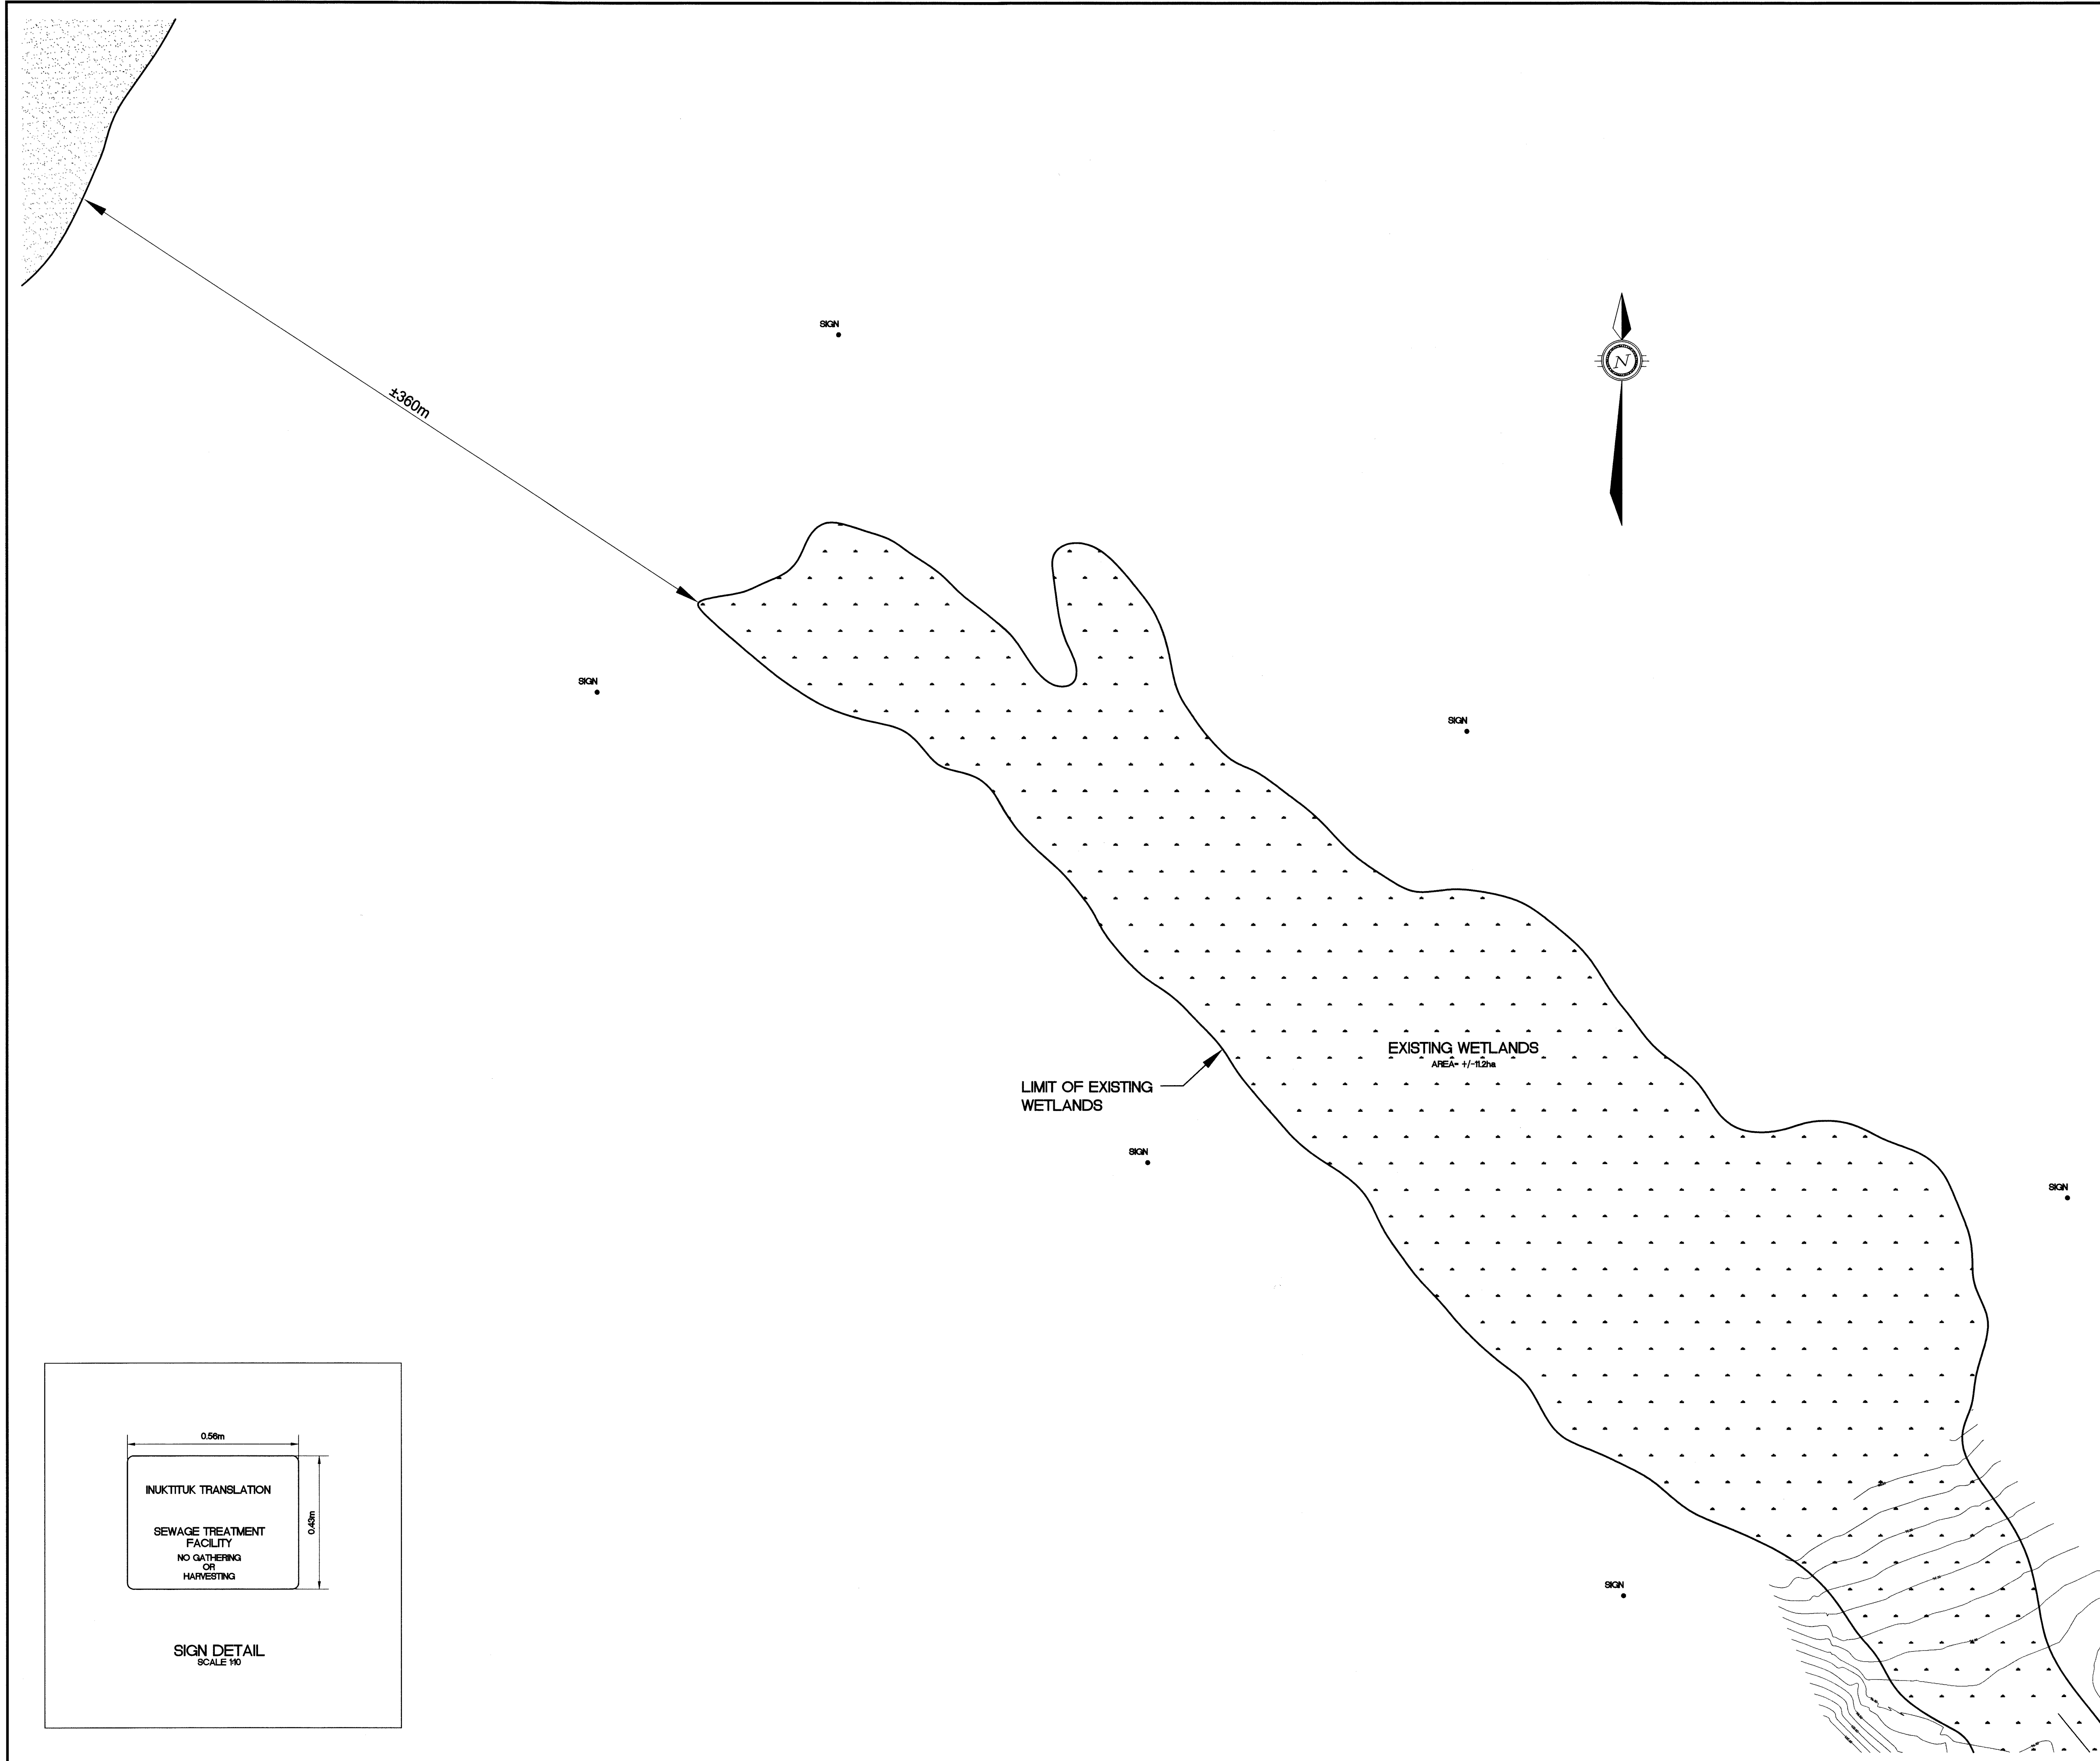 SIGN
N
±360m
SIGN
SIGN
EXISTING WETLANDS
AREA= +/-11.2ha
LIMIT OF EXISTING
WETLANDS
SIGN
SIGN
SIGN
0.56m
0.43m
INUKTITUK TRANSLATION
SEWAGE TREATMENT
FACILITY
NO GATHERING
OR
HARVESTING
SIGN DETAIL
SCALE 1:10